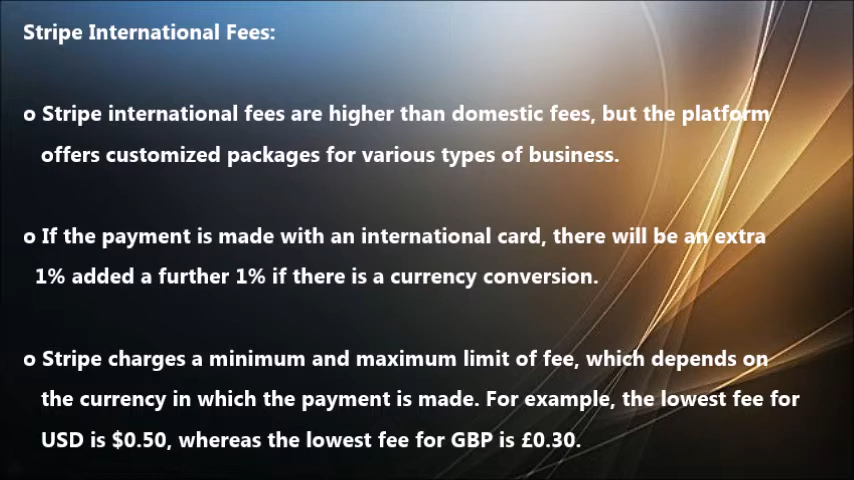 Stripe International Fees:
o Stripe international fees are higher than domestic fees, but the platform
offers customized packages for various types of business.
o If the payment is made with an international card, there will be an extra
1% added a further 1% if there is a currency conversion.
o Stripe charges a minimum and maximum limit of fee, which depends on
the currency in which the payment is made. For example, the lowest fee for
USD is $0.50, whereas the lowest fee for GBP is £0.30.